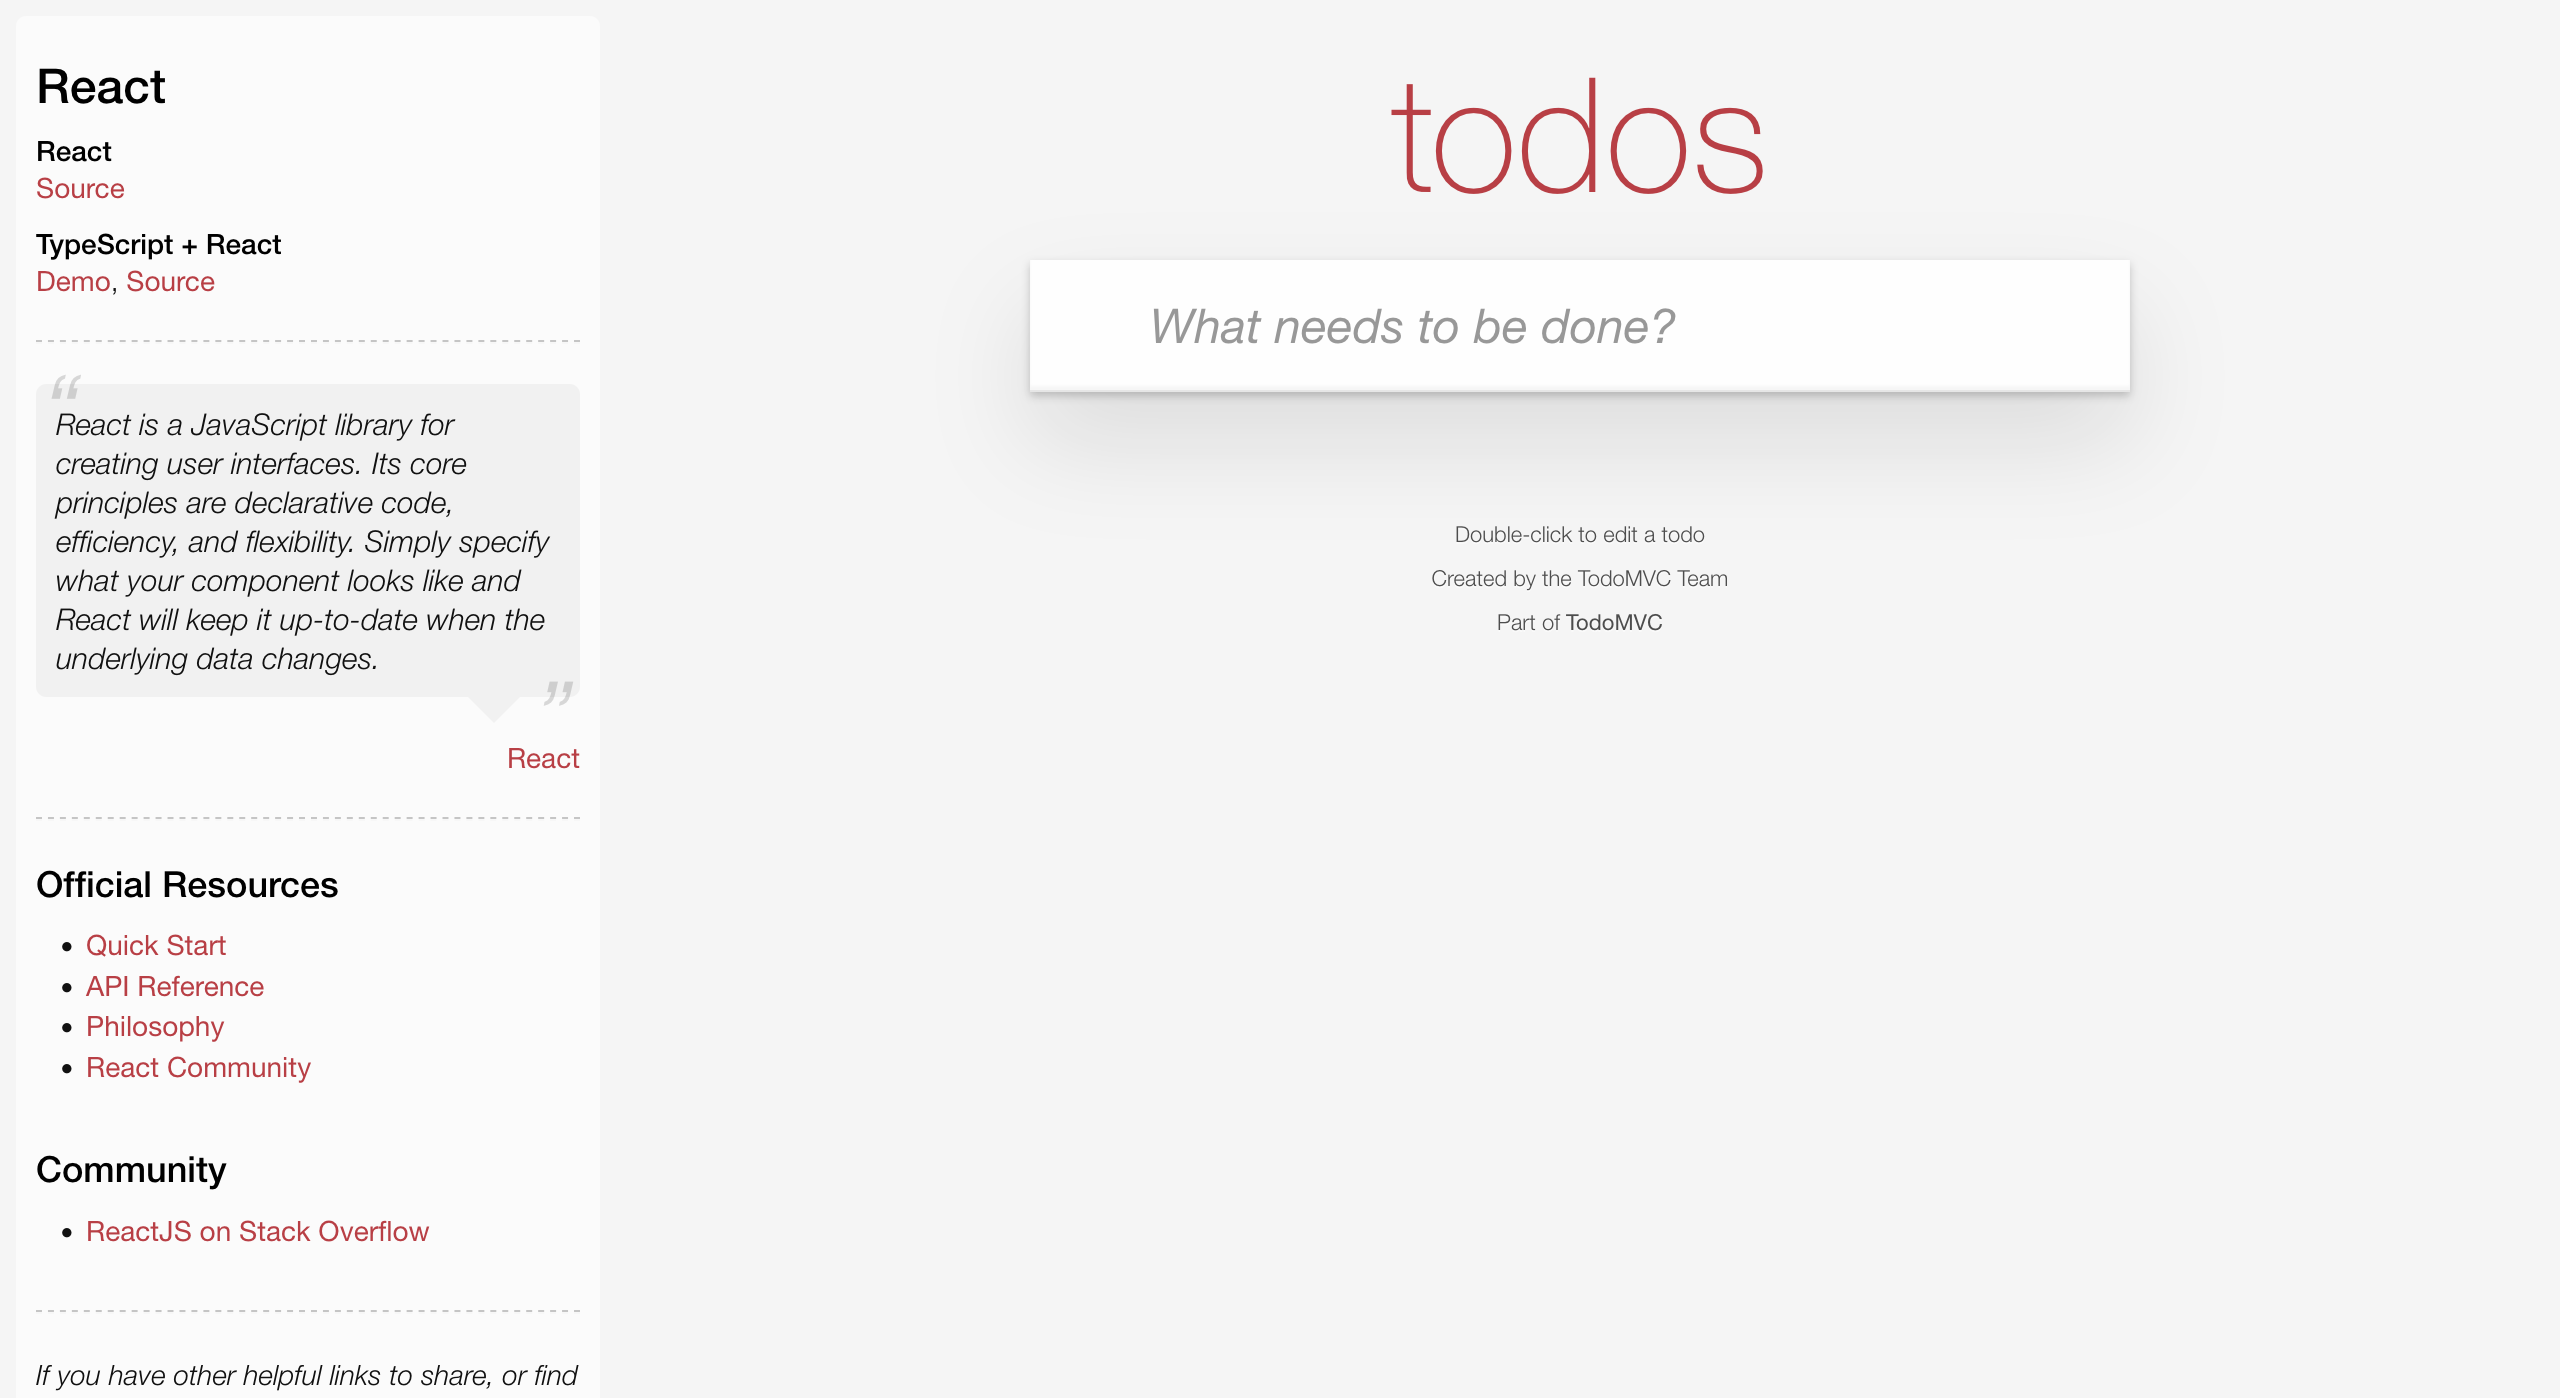 React
React
Source
TypeScript + React
Demo, Source
“
React is a JavaScript library for
creating user interfaces. Its core
principles are declarative code,
efficiency, and flexibility. Simply specify
what your component looks like and
React will keep it up-to-date when the
underlying data changes.
”
React
Official Resources
• Quick Start
• API Reference
• Philosophy
• React Community
Community
• ReactJS on Stack Overflow
If you have other helpful links to share, or find
todos
What needs to be done?
Double-click to edit a todo
Created by the TodoMVC Team
Part of TodoMVC